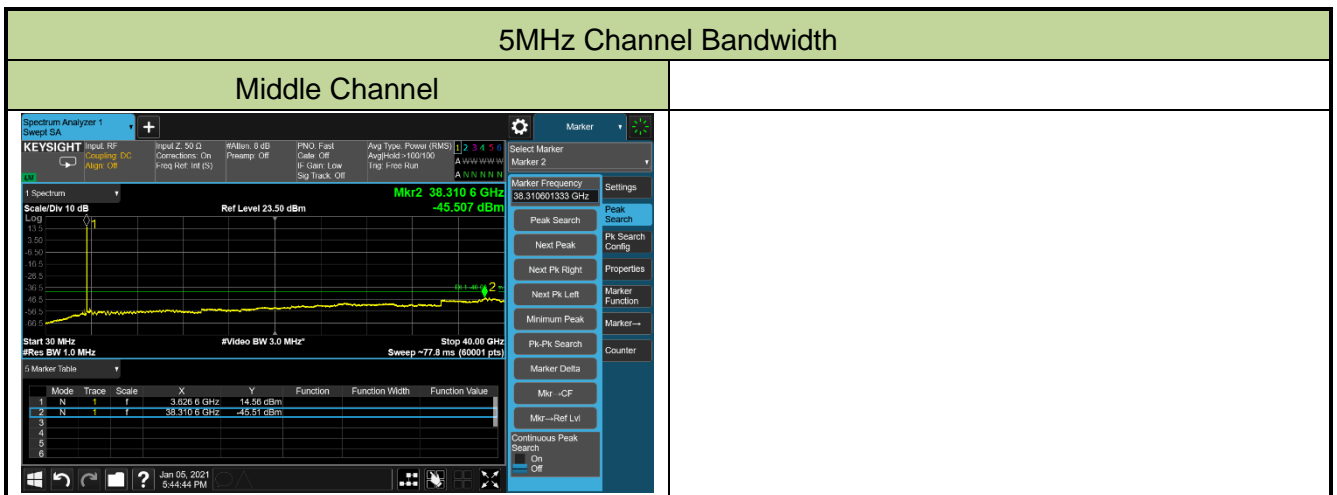 5MHz Channel Bandwidth
Middle Channel
Spectrum Analyzer 1
Swept SA
+
Marker
KEYSIGHT
Input: RF
Coupling: DC
Align: Off
Input Z: 50 Ω
Corrections: On
Freq Ref: Int (S)
#Atten: 8 dB
Preamp: Off
PNO: Fast
Gate: Off
IF Gain: Low
Sig Track: Off
Avg Type: Power (RMS)
Avg|Hold:>100/100
Trig: Free Run
1 2 3 4 5 6
A W W W W W
A N N N N N
LXI
Select Marker
Marker 2
1 Spectrum
Mkr2 38.310 6 GHz
-45.507 dBm
Scale/Div 10 dB
Ref Level 23.50 dBm
Log
13.5
3.50
-6.50
-16.5
-26.5
-36.5
-46.5
-56.5
-66.5
1
2
Start 30 MHz
#Video BW 3.0 MHz*
Stop 40.00 GHz
#Res BW 1.0 MHz
Sweep ~77.8 ms (60001 pts)
5 Marker Table
Mode Trace Scale X Y Function Function Width Function Value
1 N 1 f 3.626 6 GHz 14.56 dBm
2 N 1 f 38.310 6 GHz -45.51 dBm
3
4
5
6
Marker Frequency
38.310601333 GHz
Peak Search
Next Peak
Next Pk Right
Next Pk Left
Minimum Peak
Pk-Pk Search
Marker Delta
Mkr→CF
Mkr→Ref Lvl
Continuous Peak
Search
On
Off
Settings
Peak
Search
Pk Search
Config
Properties
Marker
Function
Marker→
Counter
?
Jan 05, 2021
5:44:44 PM